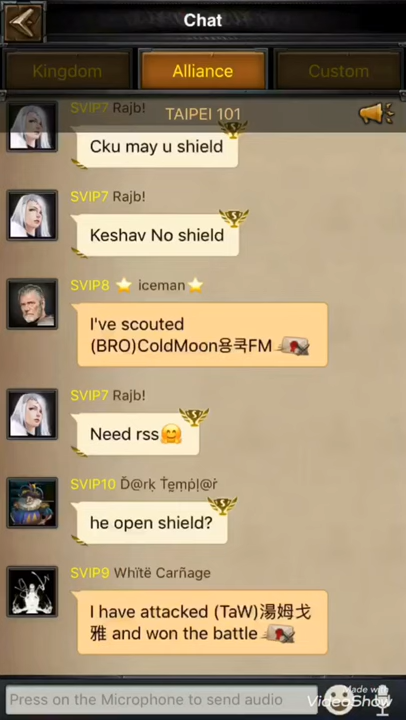 Chat
Kingdom
Alliance
Custom
SVIP7 Rajb!
TAIPEI 101
Cku may u shield
SVIP7 Rajb!
Keshav No shield
SVIP8 ⭐ iceman⭐
I've scouted
(BRO)ColdMoon용쿡FM
SVIP7 Rajb!
Need rss🤗
SVIP10 Ď@rķ Ťẹmṗḷ@ř
he open shield?
SVIP9 Whïtë Carñage
I have attacked (TaW)湯姆戈
雅 and won the battle
Press on the Microphone to send audio
Made with
VideoShow